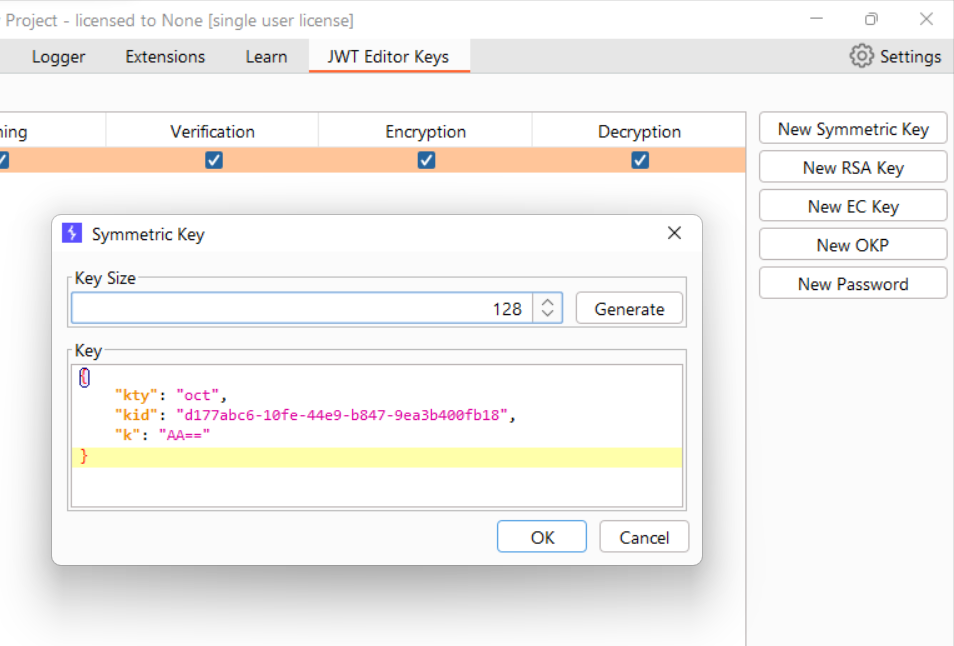 Project - licensed to None [single user license]
Logger Extensions Learn JWT Editor Keys Settings
Verification Encryption Decryption
New Symmetric Key
New RSA Key
New EC Key
New OKP
New Password
Symmetric Key
Key Size
128 Generate
Key
{
"kty": "oct",
"kid": "d177abc6-10fe-44e9-b847-9ea3b400fb18",
"k": "AA=="
}
OK Cancel